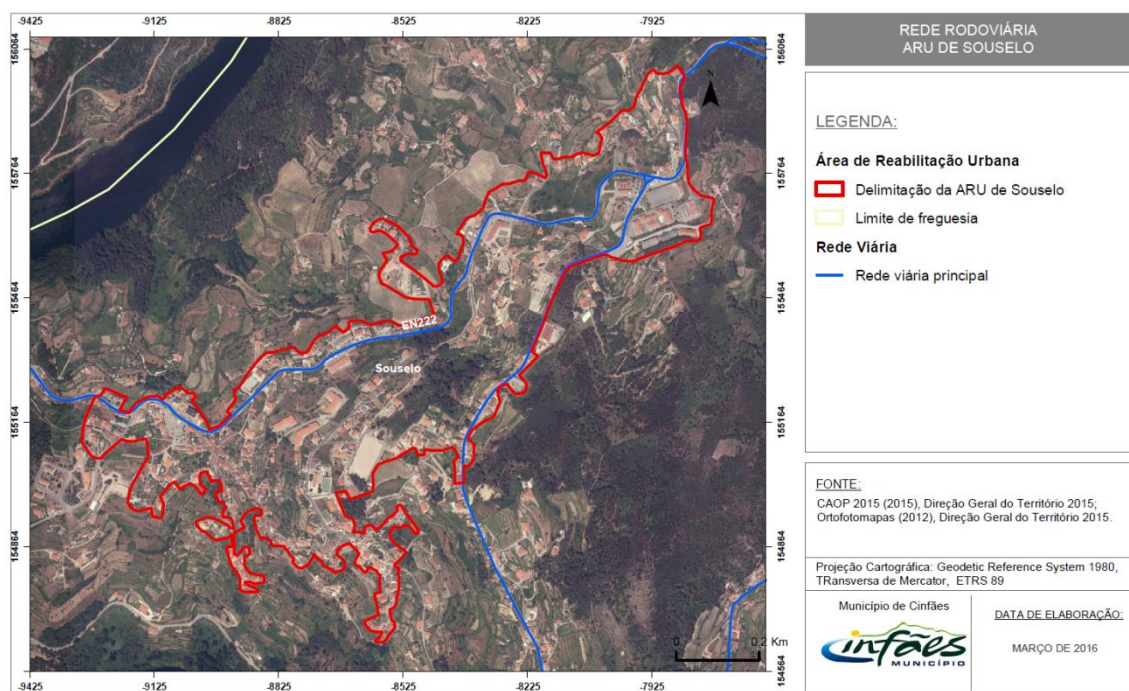 -9425 -9125 -8825 -8525 -8225 -7925
156064 156064
155764 155764
155464 155464
155164 155164
154864 154864
154564 154564
-9425 -9125 -8825 -8525 -8225 -7925
N
EN222
Souselo
0 0,2 Km
REDE RODOVIÁRIA
ARU DE SOUSELO
LEGENDA:
Área de Reabilitação Urbana
Delimitação da ARU de Souselo
Limite de freguesia
Rede Viária
Rede viária principal
FONTE:
CAOP 2015 (2015), Direção Geral do Território 2015;
Ortofotomapas (2012), Direção Geral do Território 2015.
Projeção Cartográfica: Geodetic Reference System 1980,
TRansversa de Mercator, ETRS 89
Município de Cinfães
cinfães
MUNICÍPIO
DATA DE ELABORAÇÃO:
MARÇO DE 2016